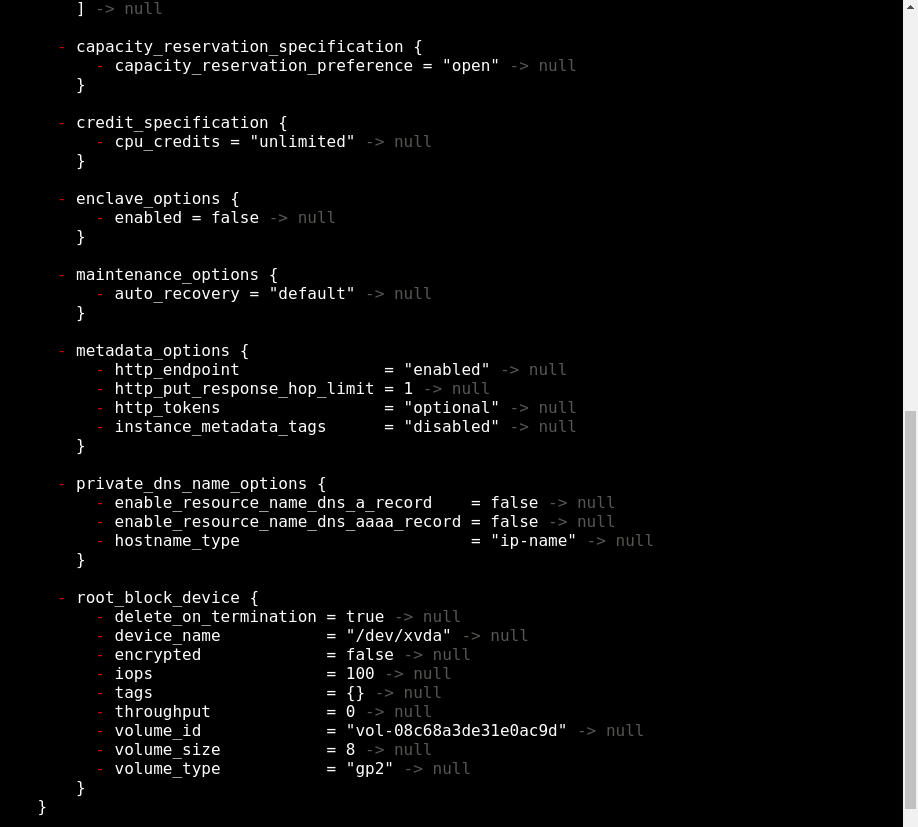 ] -> null
- capacity_reservation_specification {
- capacity_reservation_preference = "open" -> null
}
- credit_specification {
- cpu_credits = "unlimited" -> null
}
- enclave_options {
- enabled = false -> null
}
- maintenance_options {
- auto_recovery = "default" -> null
}
- metadata_options {
- http_endpoint = "enabled" -> null
- http_put_response_hop_limit = 1 -> null
- http_tokens = "optional" -> null
- instance_metadata_tags = "disabled" -> null
}
- private_dns_name_options {
- enable_resource_name_dns_a_record = false -> null
- enable_resource_name_dns_aaaa_record = false -> null
- hostname_type = "ip-name" -> null
}
- root_block_device {
- delete_on_termination = true -> null
- device_name = "/dev/xvda" -> null
- encrypted = false -> null
- iops = 100 -> null
- tags = {} -> null
- throughput = 0 -> null
- volume_id = "vol-08c68a3de31e0ac9d" -> null
- volume_size = 8 -> null
- volume_type = "gp2" -> null
}
}